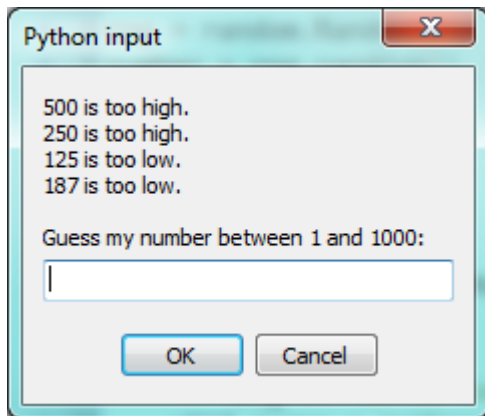 Python input
500 is too high.
250 is too high.
125 is too low.
187 is too low.
Guess my number between 1 and 1000:
OK
Cancel